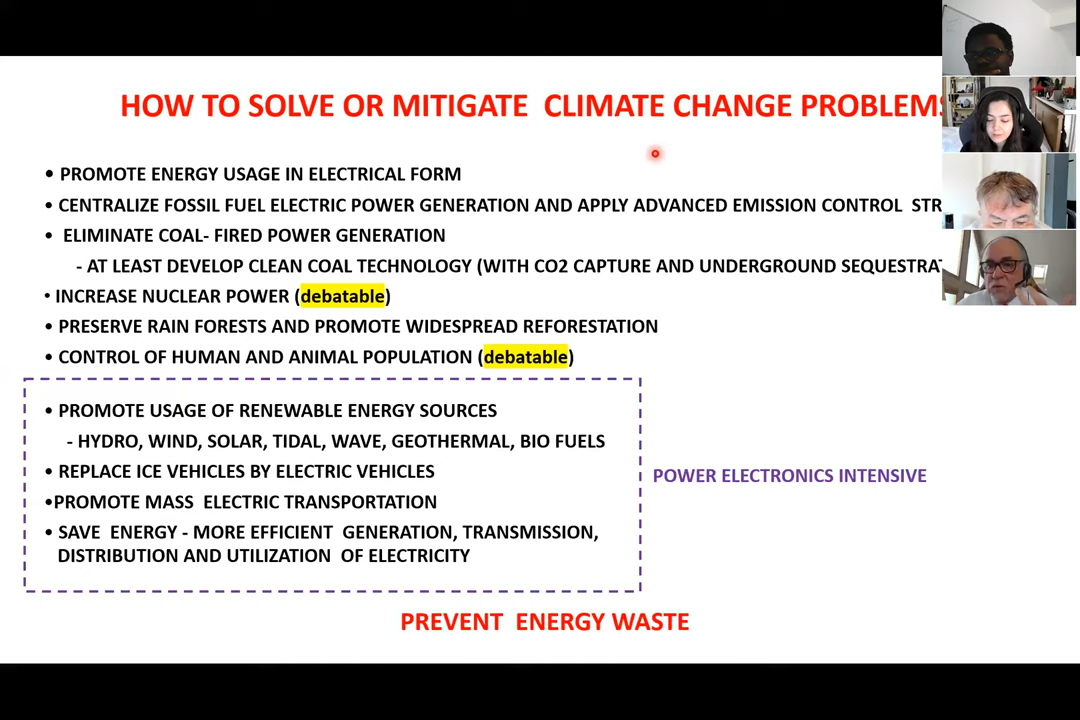 HOW TO SOLVE OR MITIGATE CLIMATE CHANGE PROBLEMS
• PROMOTE ENERGY USAGE IN ELECTRICAL FORM
• CENTRALIZE FOSSIL FUEL ELECTRIC POWER GENERATION AND APPLY ADVANCED EMISSION CONTROL STR
• ELIMINATE COAL- FIRED POWER GENERATION
- AT LEAST DEVELOP CLEAN COAL TECHNOLOGY (WITH CO2 CAPTURE AND UNDERGROUND SEQUESTRAT
• INCREASE NUCLEAR POWER (debatable)
• PRESERVE RAIN FORESTS AND PROMOTE WIDESPREAD REFORESTATION
• CONTROL OF HUMAN AND ANIMAL POPULATION (debatable)
• PROMOTE USAGE OF RENEWABLE ENERGY SOURCES
- HYDRO, WIND, SOLAR, TIDAL, WAVE, GEOTHERMAL, BIO FUELS
• REPLACE ICE VEHICLES BY ELECTRIC VEHICLES
•PROMOTE MASS ELECTRIC TRANSPORTATION
• SAVE ENERGY - MORE EFFICIENT GENERATION, TRANSMISSION,
DISTRIBUTION AND UTILIZATION OF ELECTRICITY
POWER ELECTRONICS INTENSIVE
PREVENT ENERGY WASTE